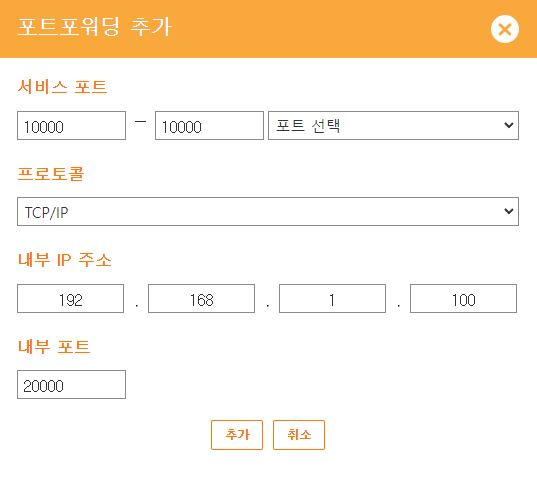 포트포워딩 추가
서비스 포트
10000 – 10000 포트 선택
프로토콜
TCP/IP
내부 IP 주소
192 . 168 . 1 . 100
내부 포트
20000
추가 취소